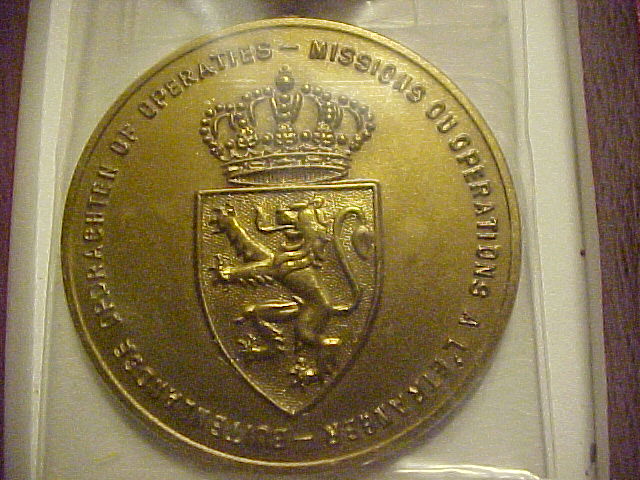 BUITENLANDSE OPDRACHTEN OF OPERATIES – MISSIONS OU OPERATIONS A L'ETRANGER –